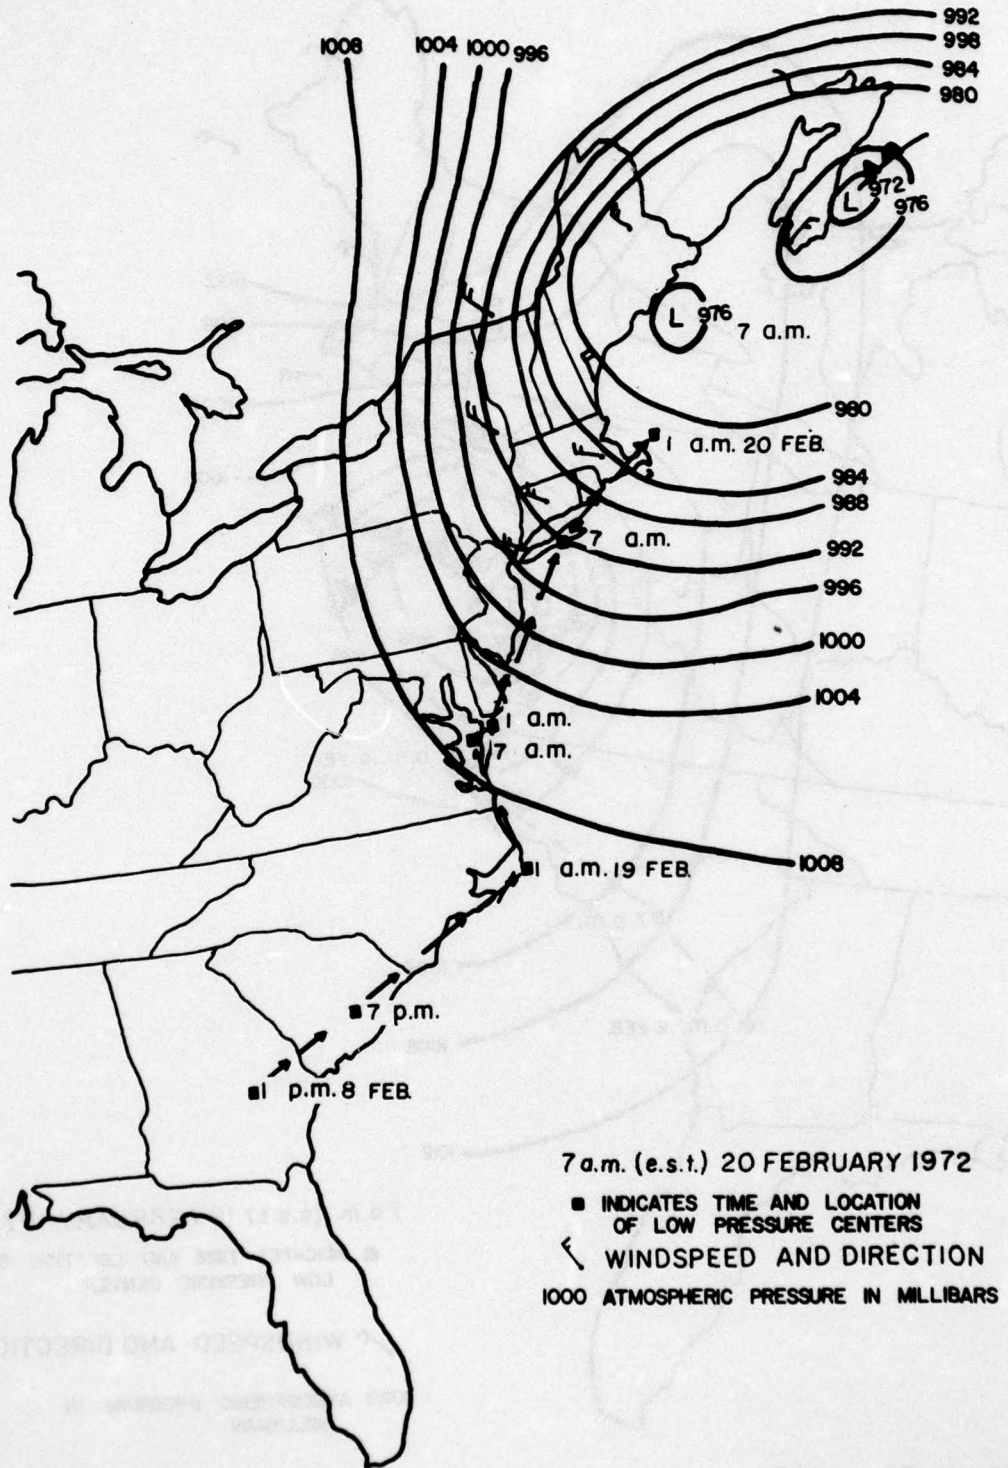 992
998
984
980
1008
1004
1000
996
L
972
976
L
976
7 a.m.
980
1 a.m. 20 FEB.
984
988
7 a.m.
992
996
1000
1004
1 a.m.
7 a.m.
1008
1 a.m. 19 FEB.
7 p.m.
1 p.m. 8 FEB.
7 a.m. (e.s.t.) 20 FEBRUARY 1972
INDICATES TIME AND LOCATION
OF LOW PRESSURE CENTERS
WINDSPEED AND DIRECTION
1000 ATMOSPHERIC PRESSURE IN MILLIBARS